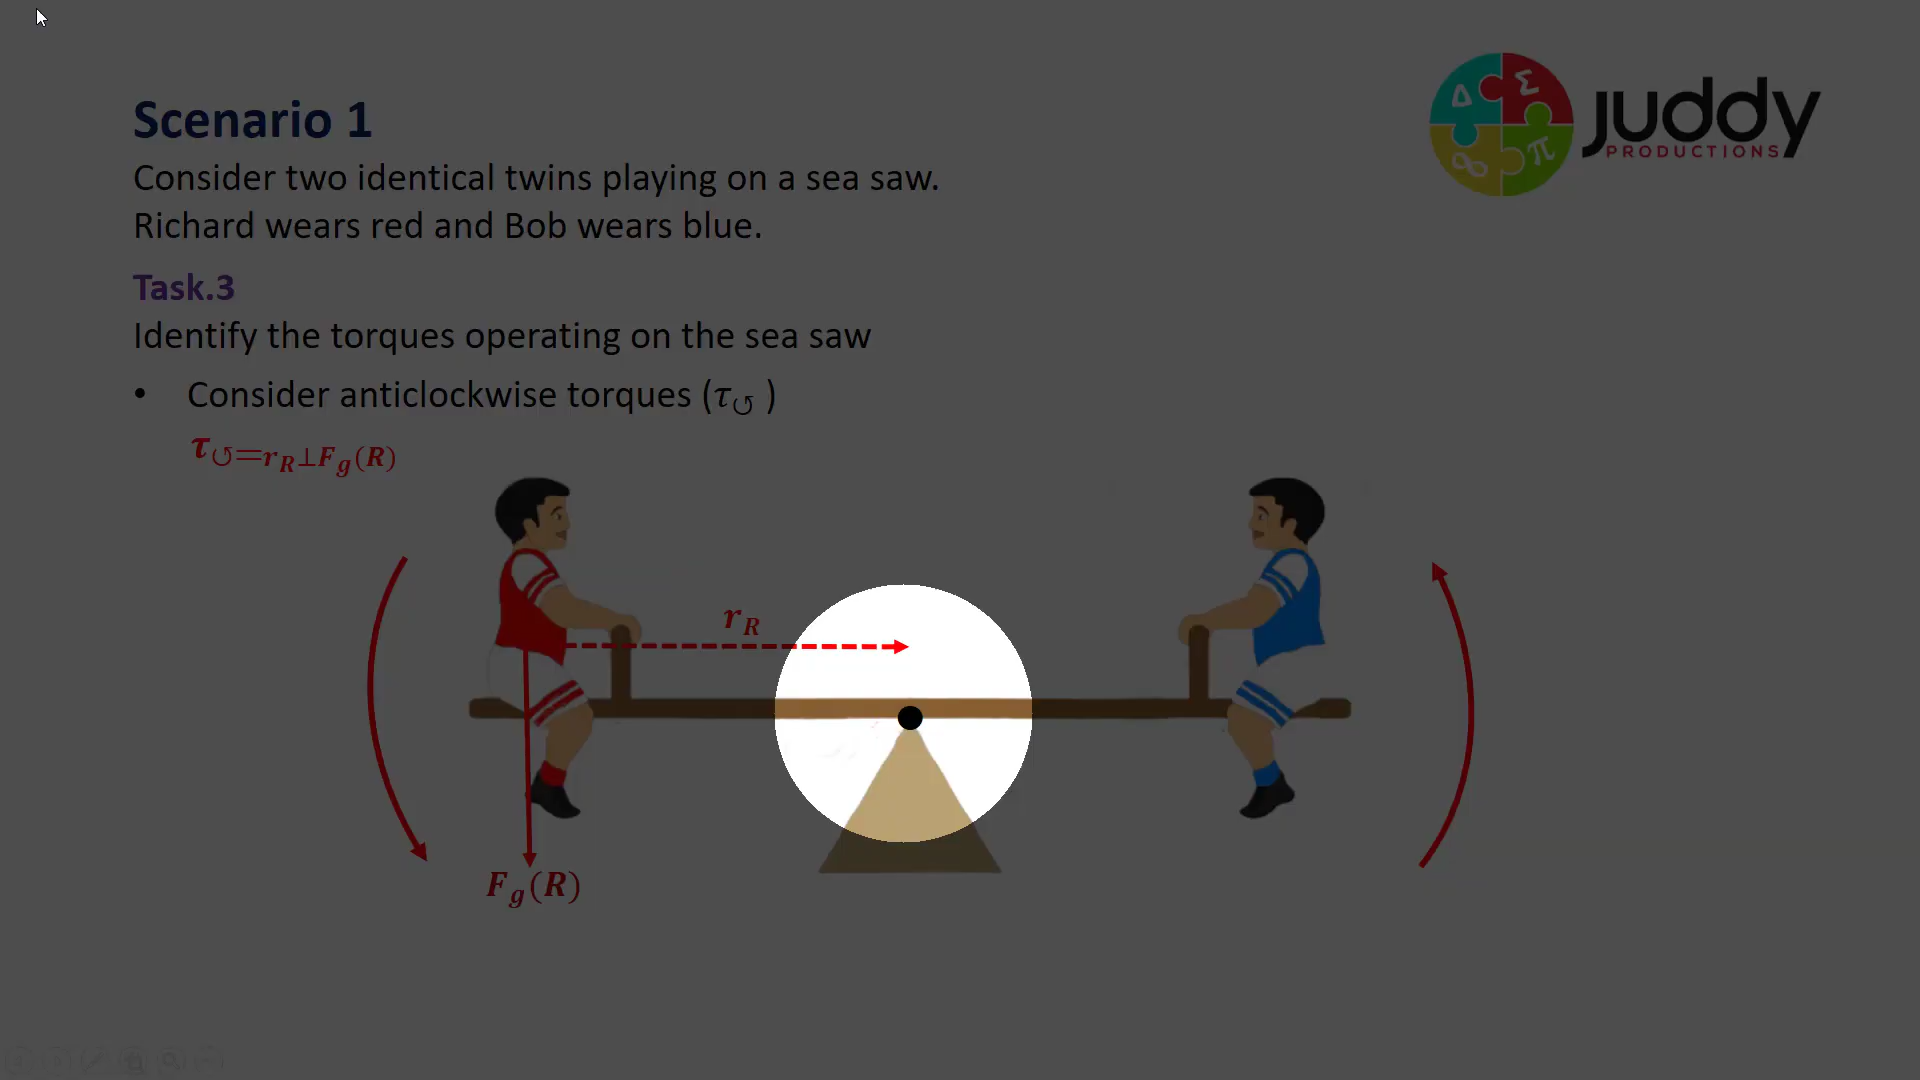 Scenario 1
Consider two identical twins playing on a sea saw.
Richard wears red and Bob wears blue.
Task.3
Identify the torques operating on the sea saw
• Consider anticlockwise torques (τ↺ )
τ↺=r_R⊥F_g(R)
r_R
F_g(R)
Δ Σ
∞ π
juddy
PRODUCTIONS